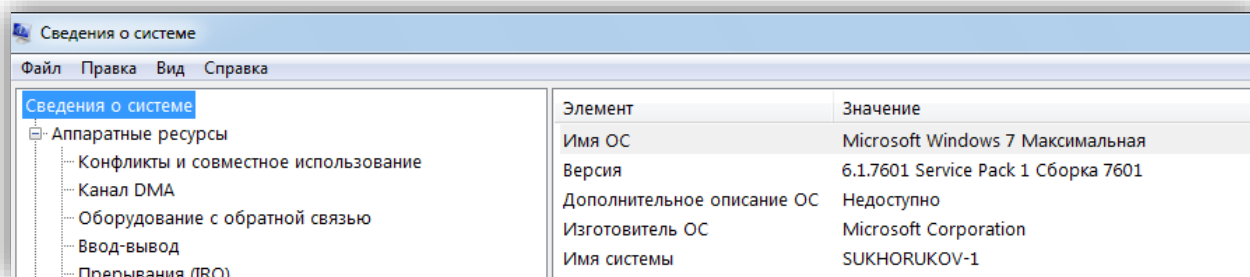 Сведения о системе
Файл Правка Вид Справка
Сведения о системе
Аппаратные ресурсы
Конфликты и совместное использование
Канал DMA
Оборудование с обратной связью
Ввод-вывод
Прерывания (IRQ)
Элемент Значение
Имя ОС Microsoft Windows 7 Максимальная
Версия 6.1.7601 Service Pack 1 Сборка 7601
Дополнительное описание ОС Недоступно
Изготовитель ОС Microsoft Corporation
Имя системы SUKHORUKOV-1